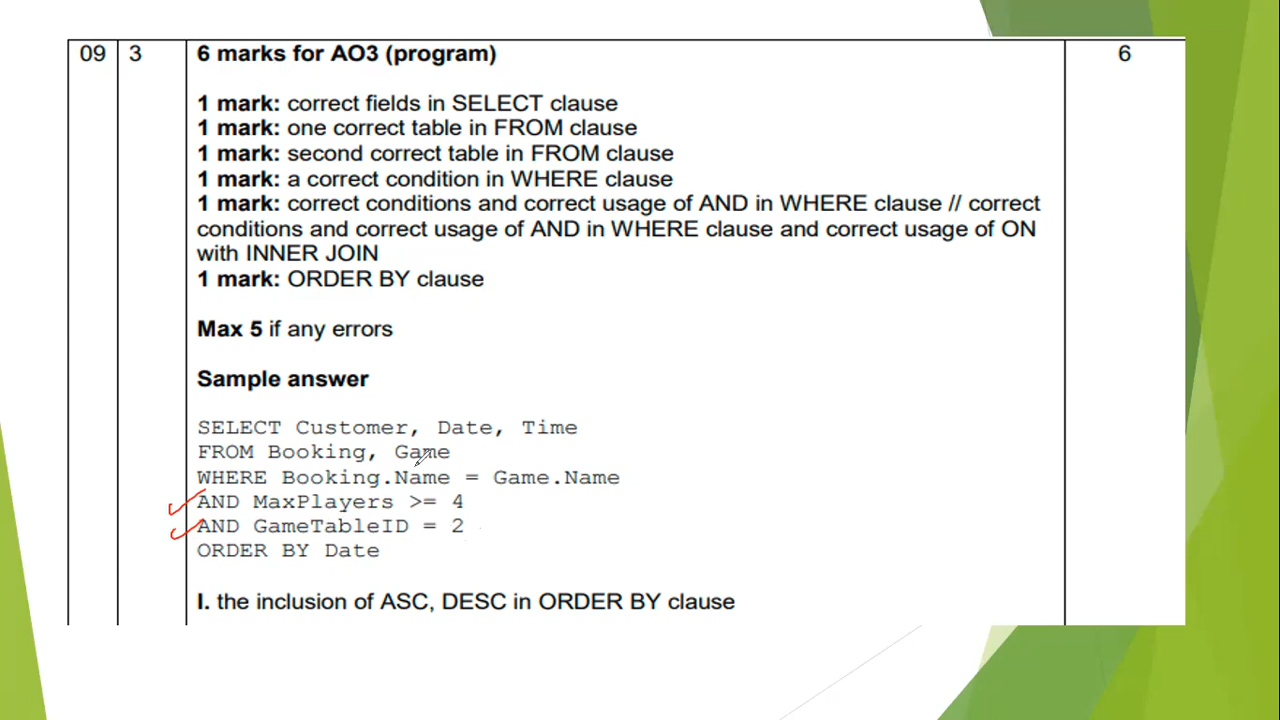 09 3 6 marks for AO3 (program) 6
1 mark: correct fields in SELECT clause
1 mark: one correct table in FROM clause
1 mark: second correct table in FROM clause
1 mark: a correct condition in WHERE clause
1 mark: correct conditions and correct usage of AND in WHERE clause // correct
conditions and correct usage of AND in WHERE clause and correct usage of ON
with INNER JOIN
1 mark: ORDER BY clause
Max 5 if any errors
Sample answer
SELECT Customer, Date, Time
FROM Booking, Game
WHERE Booking.Name = Game.Name
AND MaxPlayers >= 4
AND GameTableID = 2
ORDER BY Date
I. the inclusion of ASC, DESC in ORDER BY clause